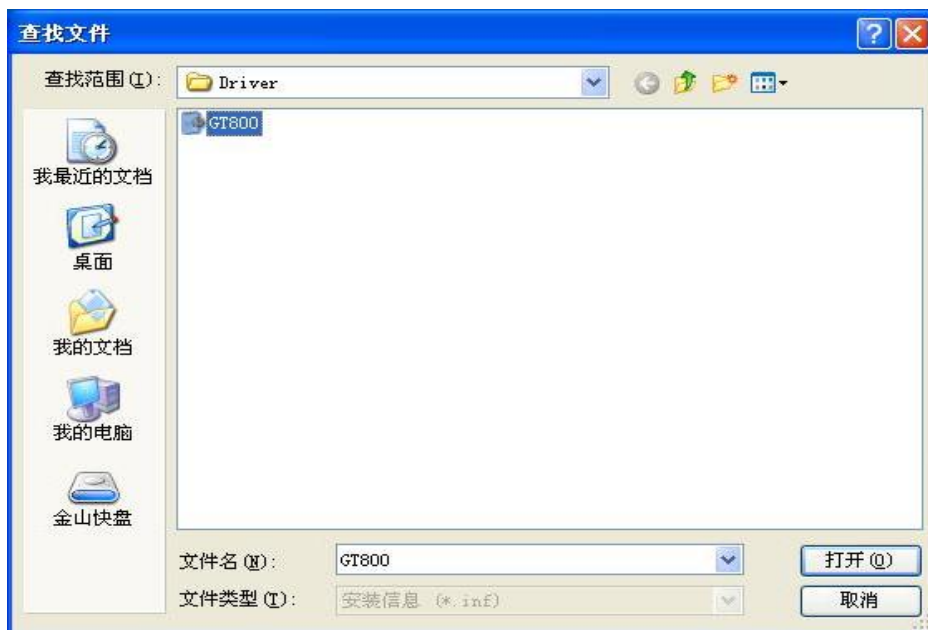 查找文件
查找范围(I):
Driver
GT800
我最近的文档
桌面
我的文档
我的电脑
金山快盘
文件名(N):
GT800
打开(O)
文件类型(T):
安装信息 (*.inf)
取消